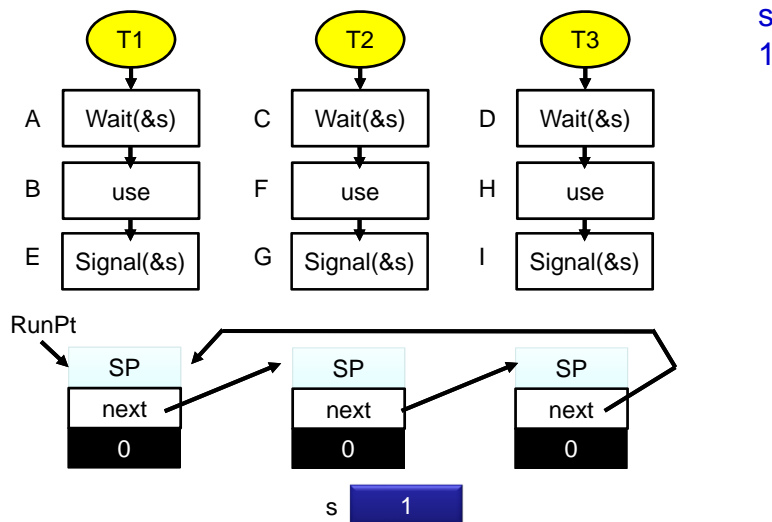 s
1
T1 T2 T3
A Wait(&s) C Wait(&s) D Wait(&s)
B use F use H use
E Signal(&s) G Signal(&s) I Signal(&s)
RunPt
SP SP SP
next next next
0 0 0
s 1